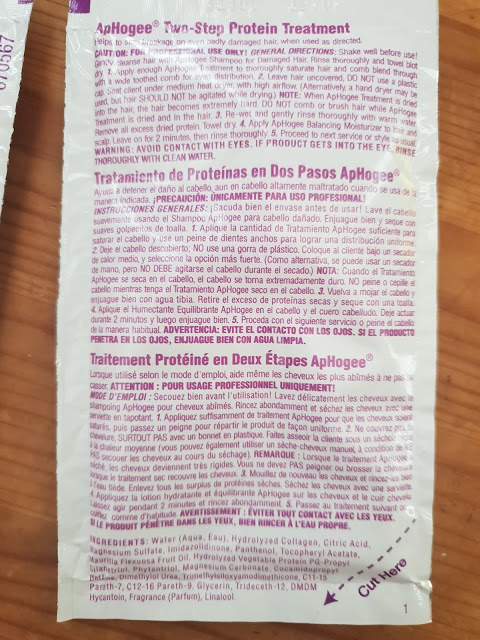 ApHogee® Two-Step Protein Treatment
Helps to stop breakage on even badly damaged hair, when used as directed.
CAUTION: FOR PROFESSIONAL USE ONLY! GENERAL DIRECTIONS: Shake well before use!
Gently cleanse hair with ApHogee Shampoo for Damaged Hair. Rinse thoroughly and towel blot
dry. 1. Apply enough ApHogee Treatment to thoroughly saturate hair and comb through
with a wide toothed comb for even distribution. 2. Leave hair uncovered, DO NOT use a plastic
cap. Seat client under medium heat dryer, with high airflow. (Alternatively, a hand dryer may be
used, but hair SHOULD NOT be agitated while drying.) NOTE: When ApHogee Treatment is dried
into the hair, the hair becomes extremely hard. DO NOT comb or brush hair while ApHogee
Treatment is dried and in the hair. 3. Re-wet and gently rinse thoroughly with warm water.
Remove all excess dried protein. Towel dry. 4. Apply ApHogee Balancing Moisturizer to hair and
scalp. Leave on for 2 minutes, then rinse thoroughly. 5. Proceed to next service or style as usual.
WARNING: AVOID CONTACT WITH EYES. IF PRODUCT GETS INTO THE EYE, RINSE
THOROUGHLY WITH CLEAN WATER.
Tratamiento de Proteínas en Dos Pasos ApHogee®
Ayuda a detener el daño al cabello, aun en cabello altamente maltratado cuando se usa de la
manera indicada. ¡PRECAUCIÓN: ÚNICAMENTE PARA USO PROFESIONAL!
INSTRUCCIONES GENERALES: ¡Sacuda bien el envase antes de usar! Lave el cabello
suavemente usando el Shampoo ApHogee para cabello dañado. Enjuague bien y seque con
suaves golpecitos de toalla. 1. Aplique la cantidad de Tratamiento ApHogee suficiente para
saturar el cabello y use un peine de dientes anchos para lograr una distribución uniforme.
2. Deje el cabello descubierto; NO use una gorra de plástico. Coloque al cliente bajo un secador
de calor medio, y seleccione la opción más fuerte. (Como alternativa, se puede usar un secador
de mano, pero NO DEBE agitarse el cabello durante el secado.) NOTA: Cuando el Tratamiento
ApHogee se seca en el cabello, el cabello se torna extremadamente duro. NO peine o cepille el
cabello mientras tenga el Tratamiento ApHogee seco en el cabello. 3. Vuelva a mojar el cabello y
enjuague bien con agua tibia. Retire el exceso de proteínas secas y seque con una toalla.
4. Aplique el Humectante Equilibrante ApHogee en el cabello y el cuero cabelludo. Deje actuar
durante 2 minutos y luego enjuague bien. 5. Proceda con el siguiente servicio o peine el cabello
de la manera habitual. ADVERTENCIA: EVITE EL CONTACTO CON LOS OJOS. SI EL PRODUCTO
PENETRA EN LOS OJOS, ENJUAGUE BIEN CON AGUA LIMPIA.
Traitement Protéiné en Deux Étapes ApHogee®
Lorsque utilisé selon le mode d'emploi, aide même les cheveux les plus abîmés à ne pas se
casser. ATTENTION : POUR USAGE PROFESSIONNEL UNIQUEMENT!
MODE D'EMPLOI : Secouez bien avant l'utilisation! Lavez délicatement les cheveux avec le
shampoing ApHogee pour cheveux abîmés. Rincez abondamment et séchez les cheveux avec une
serviette en tapotant. 1. Appliquez suffisamment de traitement ApHogee pour que les cheveux soient
saturés, puis passez un peigne pour répartir le produit de façon uniforme. 2. Ne couvrez pas la
chevelure, SURTOUT PAS avec un bonnet en plastique. Faites asseoir la cliente sous un séchoir réglé
à la chaleur moyenne (vous pouvez également utiliser un sèche-cheveux manuel, à condition de NE
PAS secouer les cheveux au cours du séchage). REMARQUE : Lorsque le traitement ApHogee a
séché, les cheveux deviennent très rigides. Vous ne devez PAS peigner ou brosser la chevelure
lorsque le traitement sec recouvre les cheveux. 3. Mouillez de nouveau les cheveux et rincez-les bien
à l'eau tiède. Enlevez tous les surplus de protéines séchés. Séchez les cheveux avec une serviette.
4. Appliquez la lotion hydratante et équilibrante ApHogee sur les cheveux et le cuir chevelu.
Laissez agir pendant 2 minutes et rincez abondamment. 5. Passez au traitement suivant ou
coiffez comme d'habitude. AVERTISSEMENT : ÉVITER TOUT CONTACT AVEC LES YEUX.
SI LE PRODUIT PÉNÈTRE DANS LES YEUX, BIEN RINCER À L'EAU PROPRE.
INGREDIENTS: Water (Aqua, Eau), Hydrolyzed Collagen, Citric Acid,
Magnesium Sulfate, Imidazolidinone, Panthenol, Tocopheryl Acetate,
Mauritia Flexuosa Fruit Oil, Hydrolyzed Vegetable Protein PG-Propyl
Silanetriol, Phytantriol, Magnesium Carbonate, Cocamidopropyl
Betaine, Dimethylol Urea, Trimethylsiloxyamodimethicone, C11-15
Pareth-7, C12-16 Pareth-9, Glycerin, Trideceth-12, DMDM
Hydantoin, Fragrance (Parfum), Linalool.
Cut Here
1